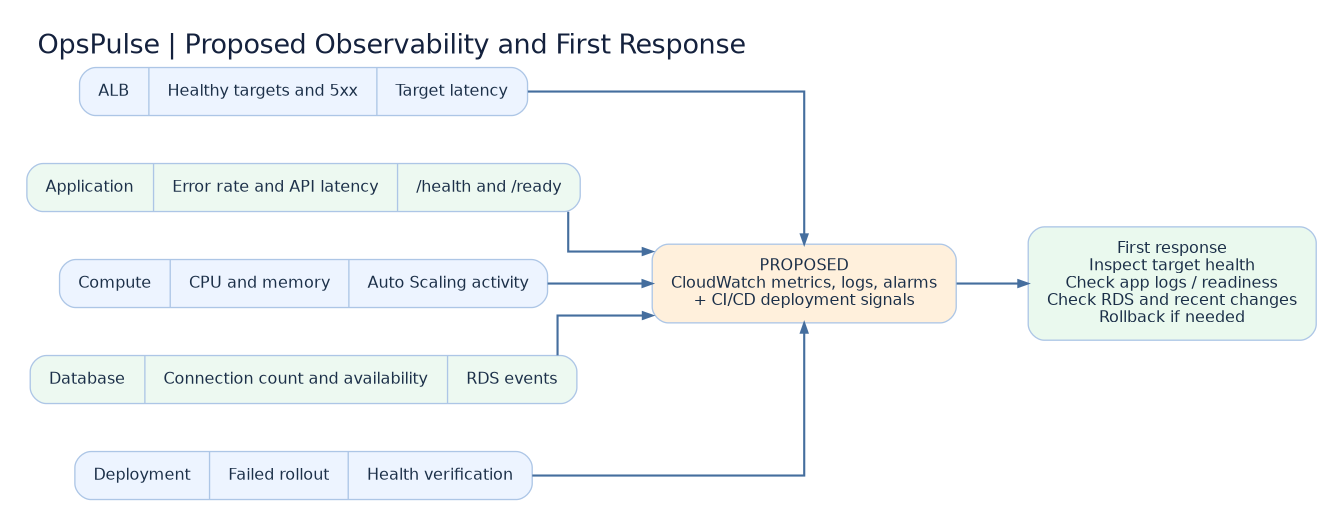 OpsPulse | Proposed Observability and First Response
ALB
Healthy targets and 5xx
Target latency
Application
Error rate and API latency
/health and /ready
Compute
CPU and memory
Auto Scaling activity
Database
Connection count and availability
RDS events
Deployment
Failed rollout
Health verification
PROPOSED
CloudWatch metrics, logs, alarms
+ CI/CD deployment signals
First response
Inspect target health
Check app logs / readiness
Check RDS and recent changes
Rollback if needed